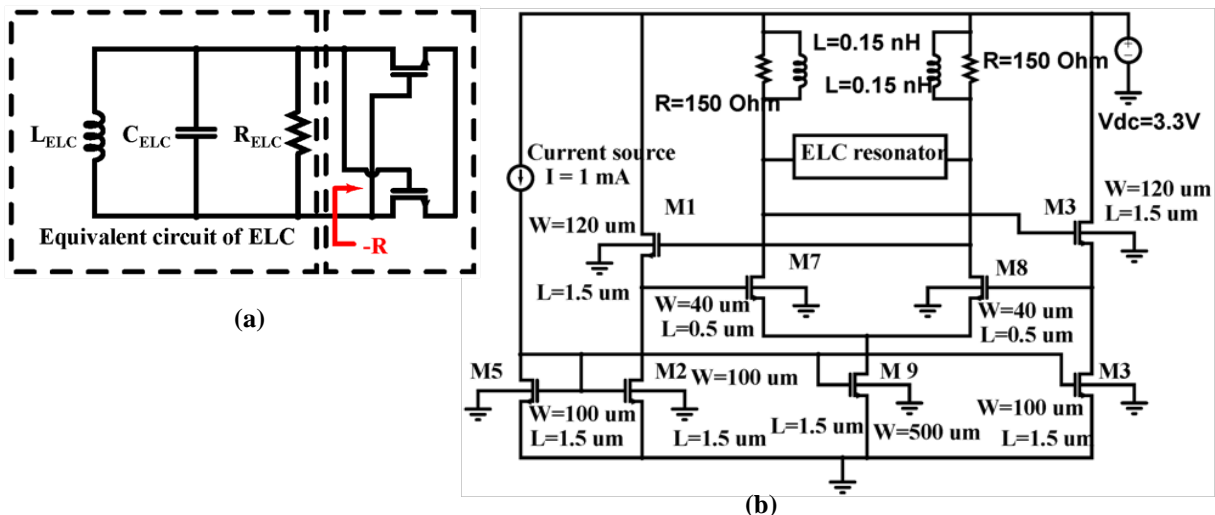 L_ELC
C_ELC
R_ELC
Equivalent circuit of ELC
-R
(a)
L=0.15 nH
L=0.15 nH
R=150 Ohm
R=150 Ohm
Vdc=3.3V
ELC resonator
Current source
I = 1 mA
M1
W=120 um
L=1.5 um
M3
W=120 um
L=1.5 um
M7
W=40 um
L=0.5 um
M8
W=40 um
L=0.5 um
M5
W=100 um
L=1.5 um
M2
W=100 um
L=1.5 um
M 9
L=1.5 um
W=500 um
M3
W=100 um
L=1.5 um
(b)